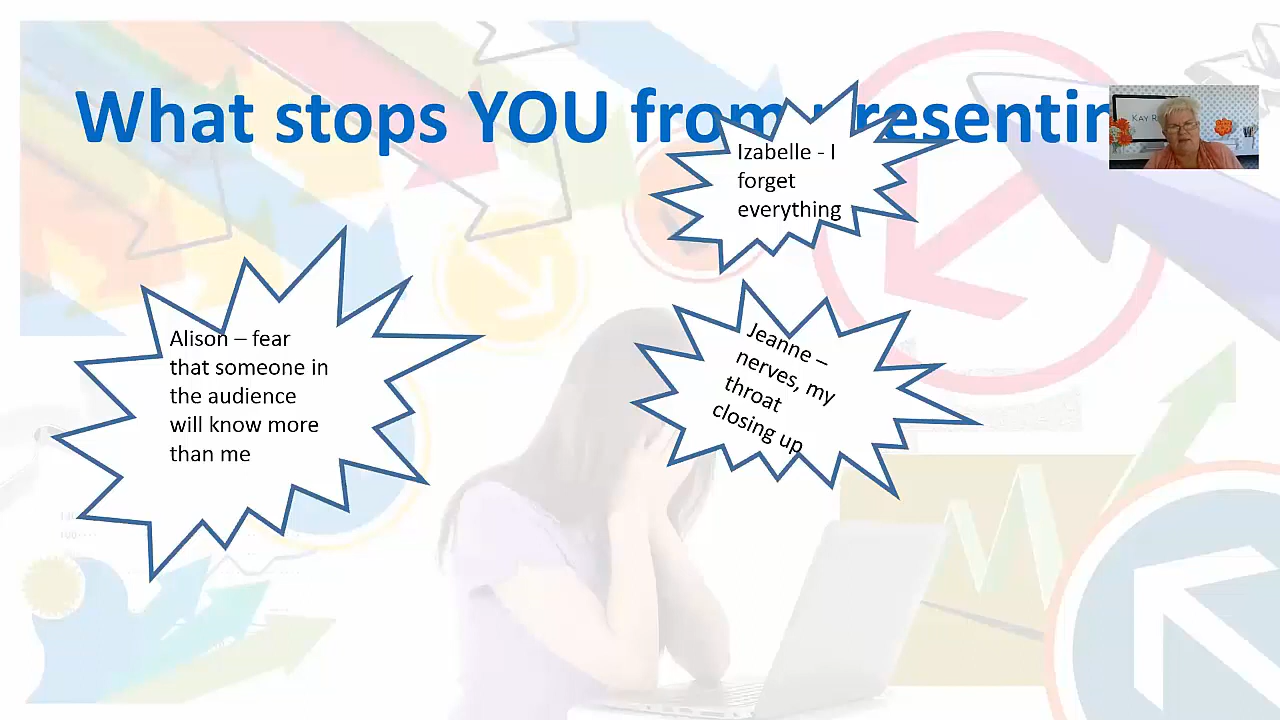 What stops YOU from presentin
Izabelle - I
forget
everything
Alison – fear
that someone in
the audience
will know more
than me
Jeanne –
nerves, my
throat
closing up
KAY R